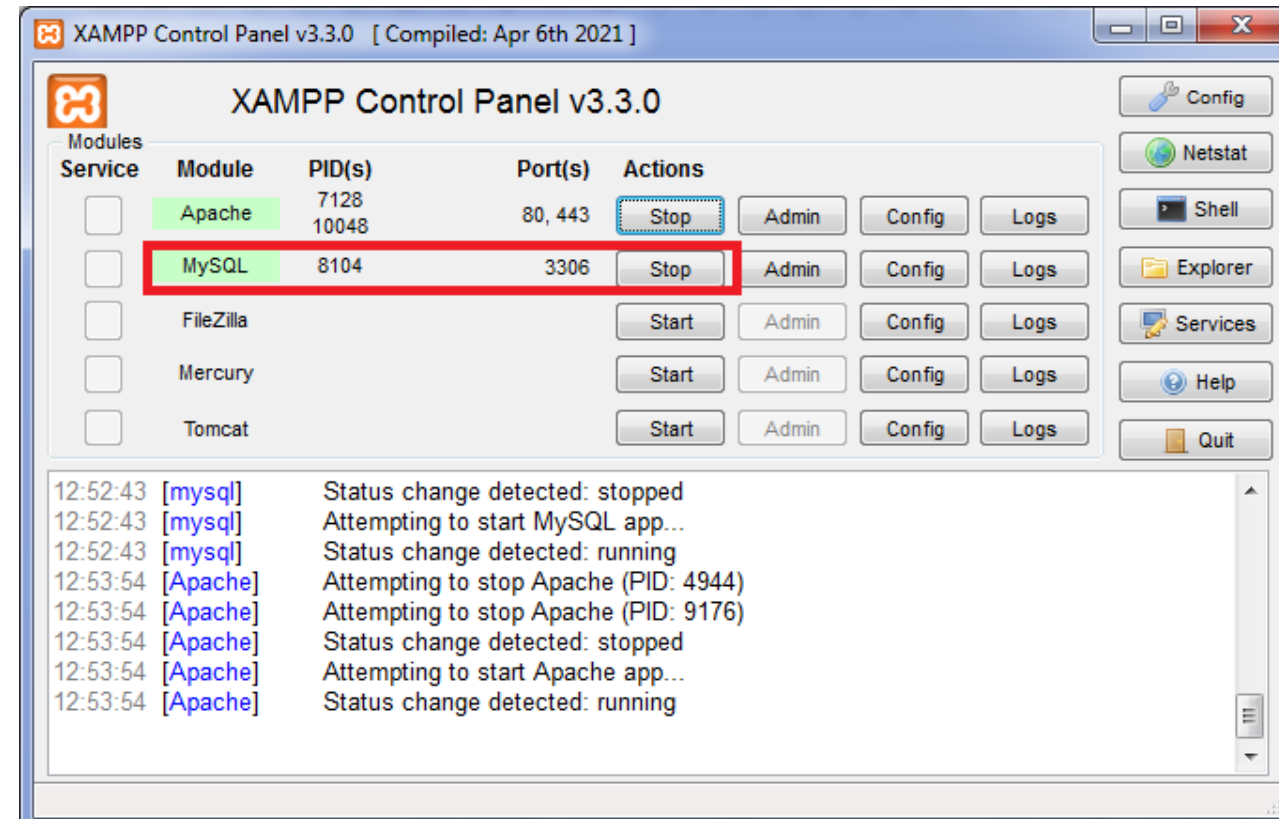 XAMPP Control Panel v3.3.0 [ Compiled: Apr 6th 2021 ]
XAMPP Control Panel v3.3.0
Config
Modules
Service Module PID(s) Port(s) Actions
Netstat
Apache 7128 10048 80, 443 Stop Admin Config Logs
Shell
MySQL 8104 3306 Stop Admin Config Logs
Explorer
FileZilla Start Admin Config Logs
Services
Mercury Start Admin Config Logs
Help
Tomcat Start Admin Config Logs
Quit
12:52:43 [mysql] Status change detected: stopped
12:52:43 [mysql] Attempting to start MySQL app...
12:52:43 [mysql] Status change detected: running
12:53:54 [Apache] Attempting to stop Apache (PID: 4944)
12:53:54 [Apache] Attempting to stop Apache (PID: 9176)
12:53:54 [Apache] Status change detected: stopped
12:53:54 [Apache] Attempting to start Apache app...
12:53:54 [Apache] Status change detected: running